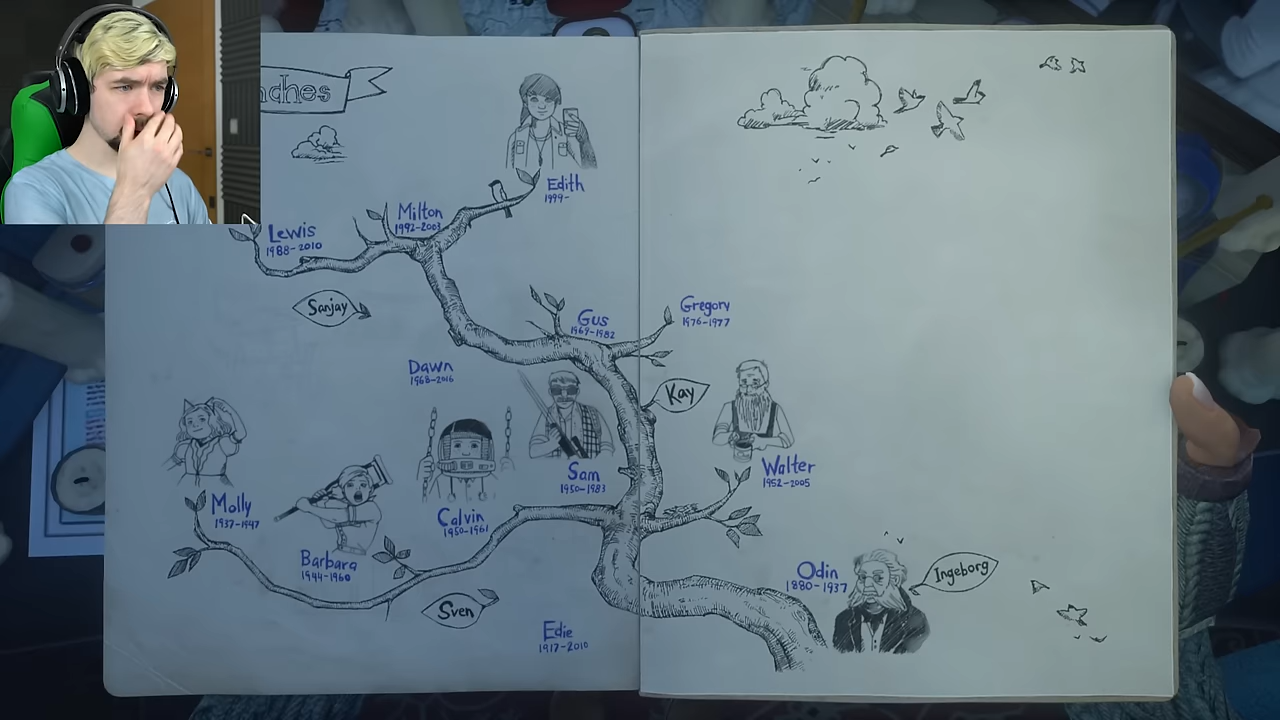 nches
Edith
1999-
Milton
1992-2003
Lewis
1988-2010
Sanjay
Gus
1969-1982
Gregory
1976-1977
Dawn
1968-2016
Kay
Sam
1950-1983
Walter
1952-2005
Molly
1937-1947
Calvin
1950-1961
Barbara
1944-1960
Odin
1880-1937
Ingeborg
Sven
Edie
1917-2010